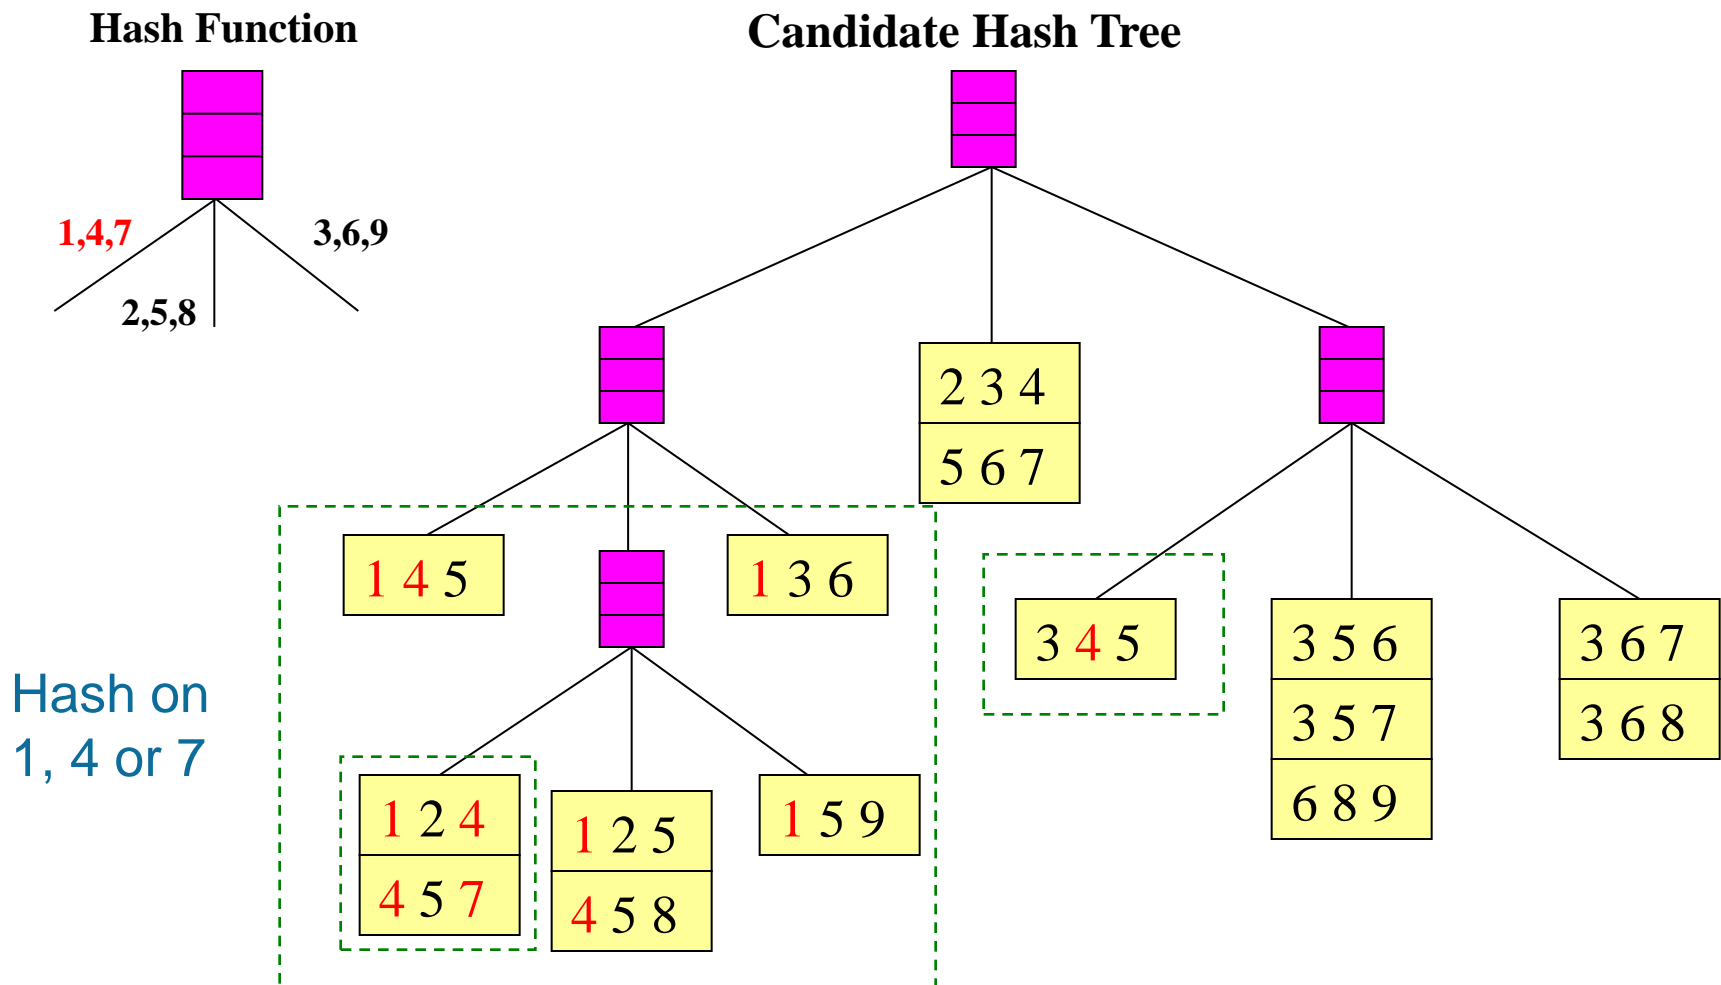 Hash Function
Candidate Hash Tree
1,4,7
3,6,9
2,5,8
2 3 4
5 6 7
1 4 5
1 3 6
3 4 5
3 5 6
3 6 7
3 5 7
3 6 8
6 8 9
Hash on
1, 4 or 7
1 2 4
1 2 5
1 5 9
4 5 7
4 5 8